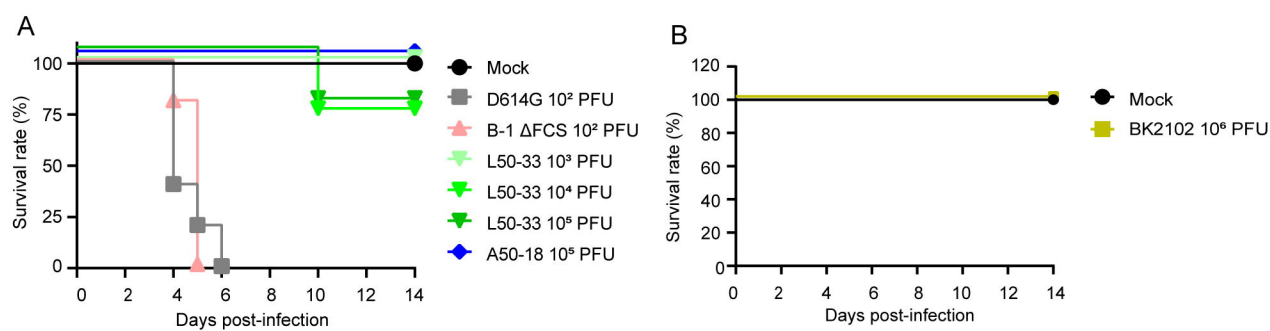 A
Survival rate (%)
100
75
50
25
0
0 2 4 6 8 10 12 14
Days post-infection
Mock
D614G 10² PFU
B-1 ΔFCS 10² PFU
L50-33 10³ PFU
L50-33 10⁴ PFU
L50-33 10⁵ PFU
A50-18 10⁵ PFU
B
Survival rate (%)
120
100
80
60
40
20
0
0 2 4 6 8 10 12 14
Days post-infection
Mock
BK2102 10⁶ PFU